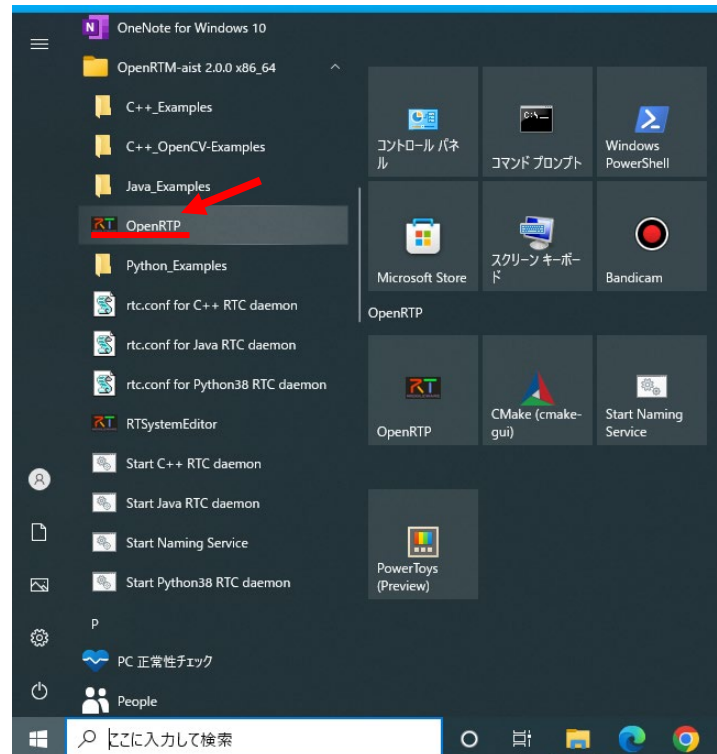 OneNote for Windows 10
OpenRTM-aist 2.0.0 x86_64
C++_Examples
C++_OpenCV-Examples
Java_Examples
OpenRTP
Python_Examples
rtc.conf for C++ RTC daemon
rtc.conf for Java RTC daemon
rtc.conf for Python38 RTC daemon
RTSystemEditor
Start C++ RTC daemon
Start Java RTC daemon
Start Naming Service
Start Python38 RTC daemon
P
PC 正常性チェック
People
ここに入力して検索
コントロール パネ
ル
コマンド プロンプト
Windows
PowerShell
Microsoft Store
スクリーン キーボー
ド
Bandicam
OpenRTP
OpenRTP
CMake (cmake-
gui)
Start Naming
Service
PowerToys
(Preview)